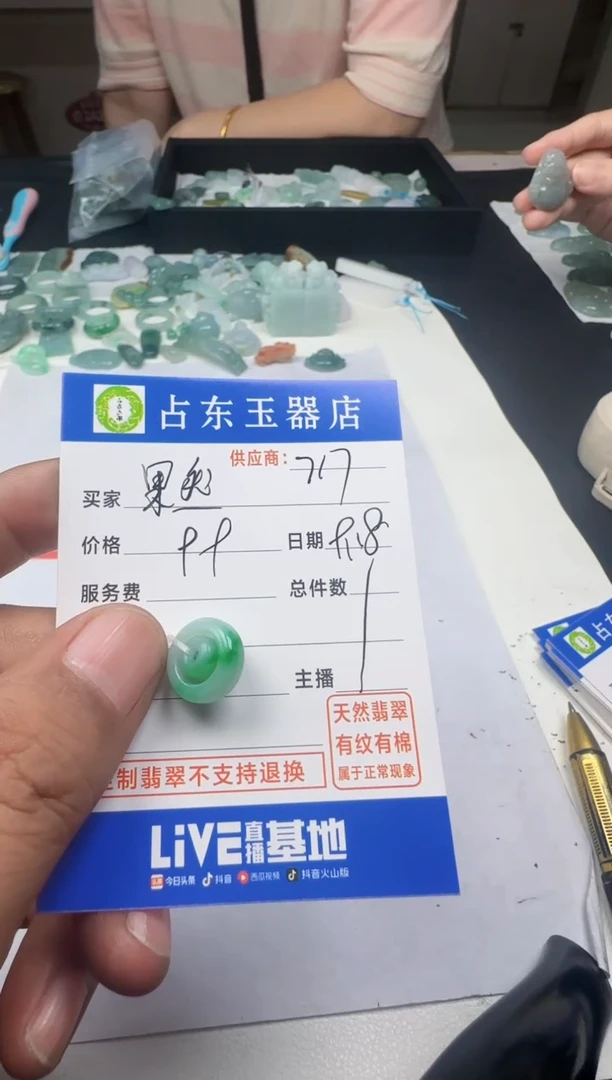 占东玉器店
供应商: 717
买家
价格
日期
服务费
总件数
主播
天然翡翠
有纹有棉
属于正常现象
制翡翠不支持退换
LiVE直播基地
今日头条 抖音 西瓜视频 抖音火山版